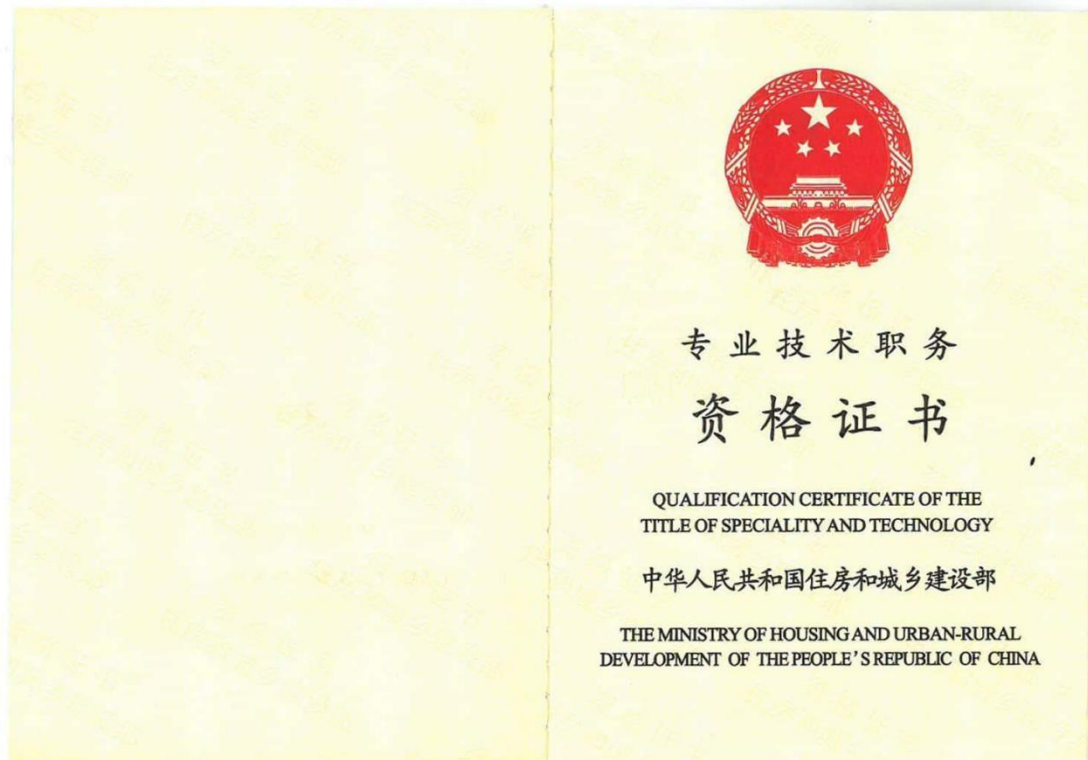 专业技术职务
资格证书
QUALIFICATION CERTIFICATE OF THE
TITLE OF SPECIALITY AND TECHNOLOGY
中华人民共和国住房和城乡建设部
THE MINISTRY OF HOUSING AND URBAN-RURAL
DEVELOPMENT OF THE PEOPLE'S REPUBLIC OF CHINA